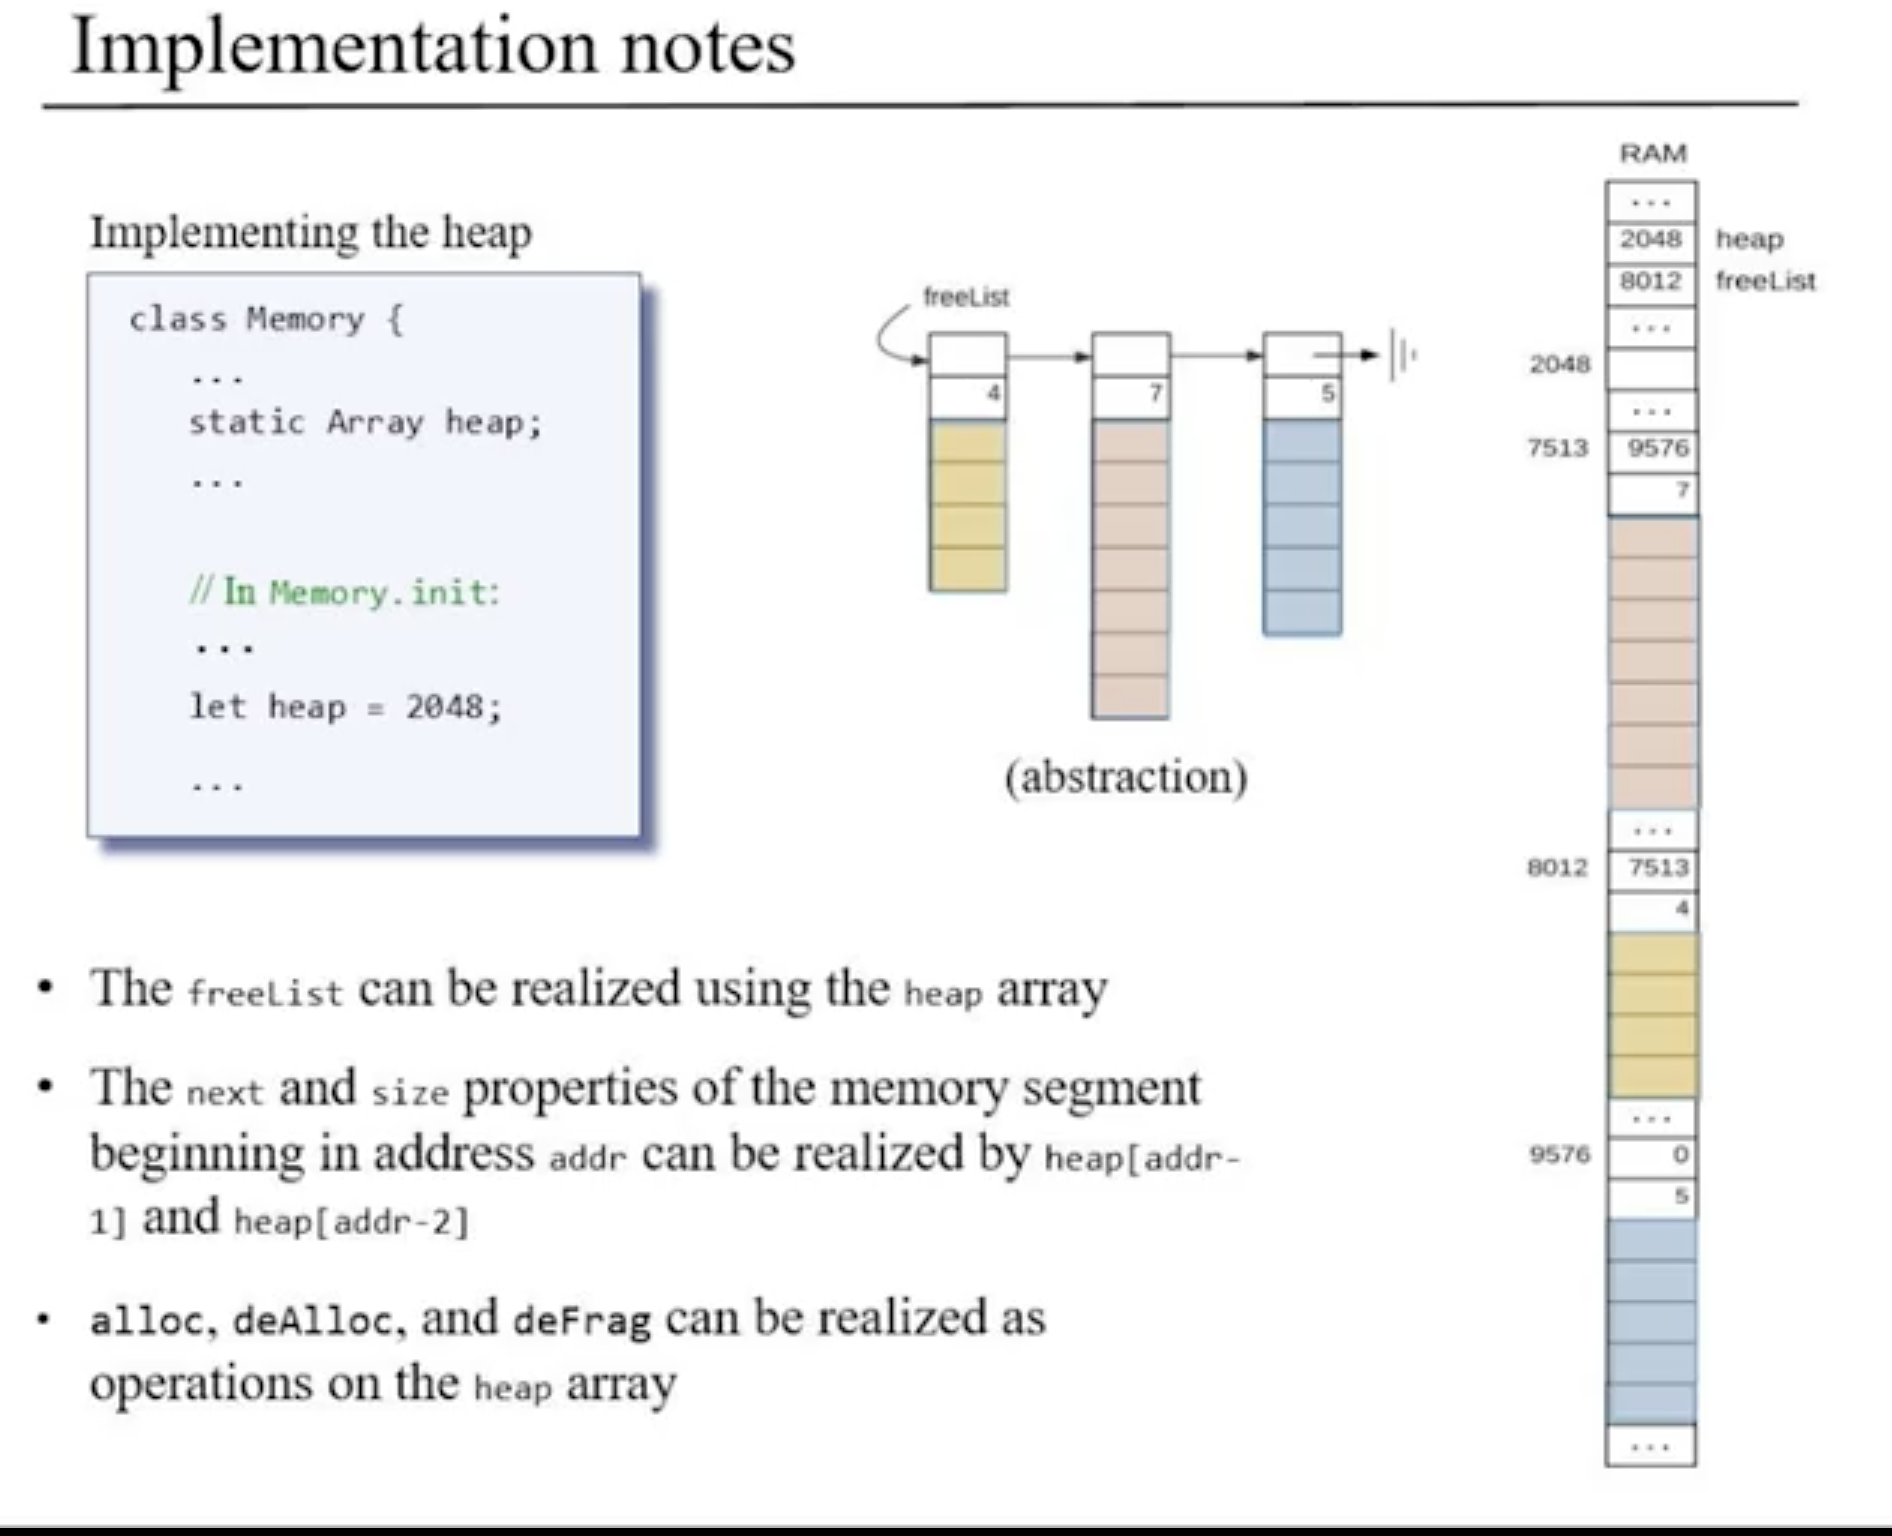 Implementation notes
Implementing the heap
class Memory {
...
static Array heap;
...
// In Memory.init:
...
let heap = 2048;
...
freeList
4
7
5
(abstraction)
RAM
...
2048 heap
8012 freeList
...
2048
...
7513 9576
7
...
8012 7513
4
...
9576 0
5
...
• The freeList can be realized using the heap array
• The next and size properties of the memory segment
beginning in address addr can be realized by heap[addr-
1] and heap[addr-2]
• alloc, deAlloc, and deFrag can be realized as
operations on the heap array